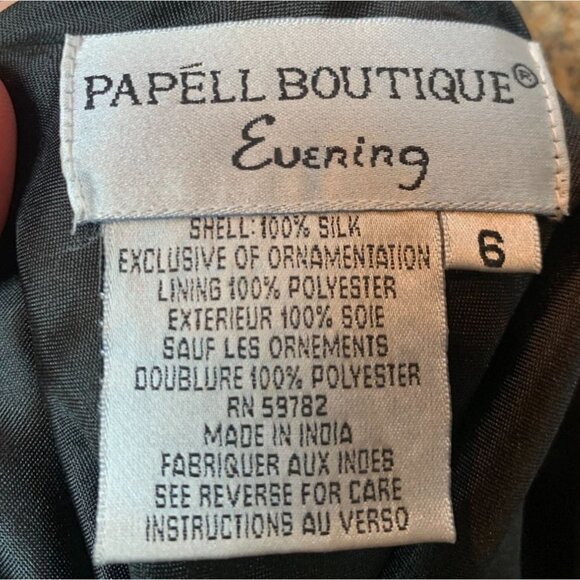 PAPÉLL BOUTIQUE®
Evening
6
SHELL: 100% SILK
EXCLUSIVE OF ORNAMENTATION
LINING 100% POLYESTER
EXTERIEUR 100% SOIE
SAUF LES ORNEMENTS
DOUBLURE 100% POLYESTER
RN 59782
MADE IN INDIA
FABRIQUER AUX INDES
SEE REVERSE FOR CARE
INSTRUCTIONS AU VERSO